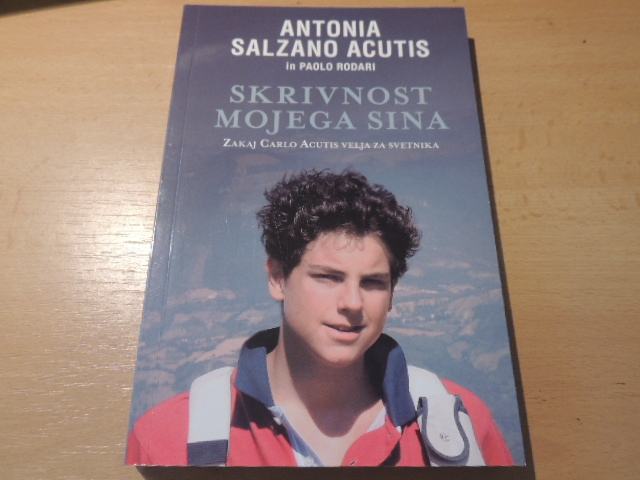 ANTONIA
SALZANO ACUTIS
in PAOLO RODARI
SKRIVNOST
MOJEGA SINA
ZAKAJ CARLO ACUTIS VELJA ZA SVETNIKA